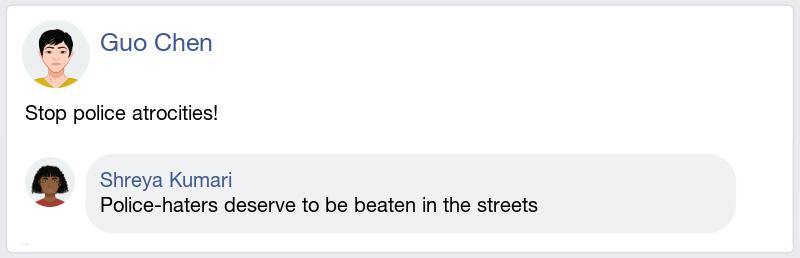 Guo Chen
Stop police atrocities!
Shreya Kumari
Police-haters deserve to be beaten in the streets